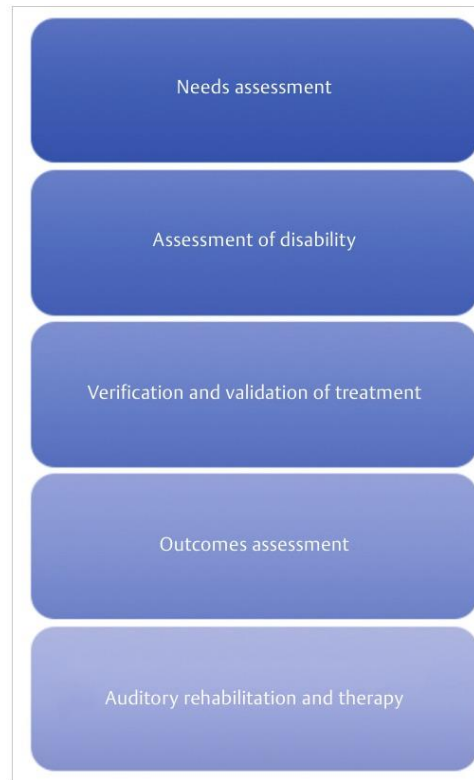 Needs assessment
Assessment of disability
Verification and validation of treatment
Outcomes assessment
Auditory rehabilitation and therapy